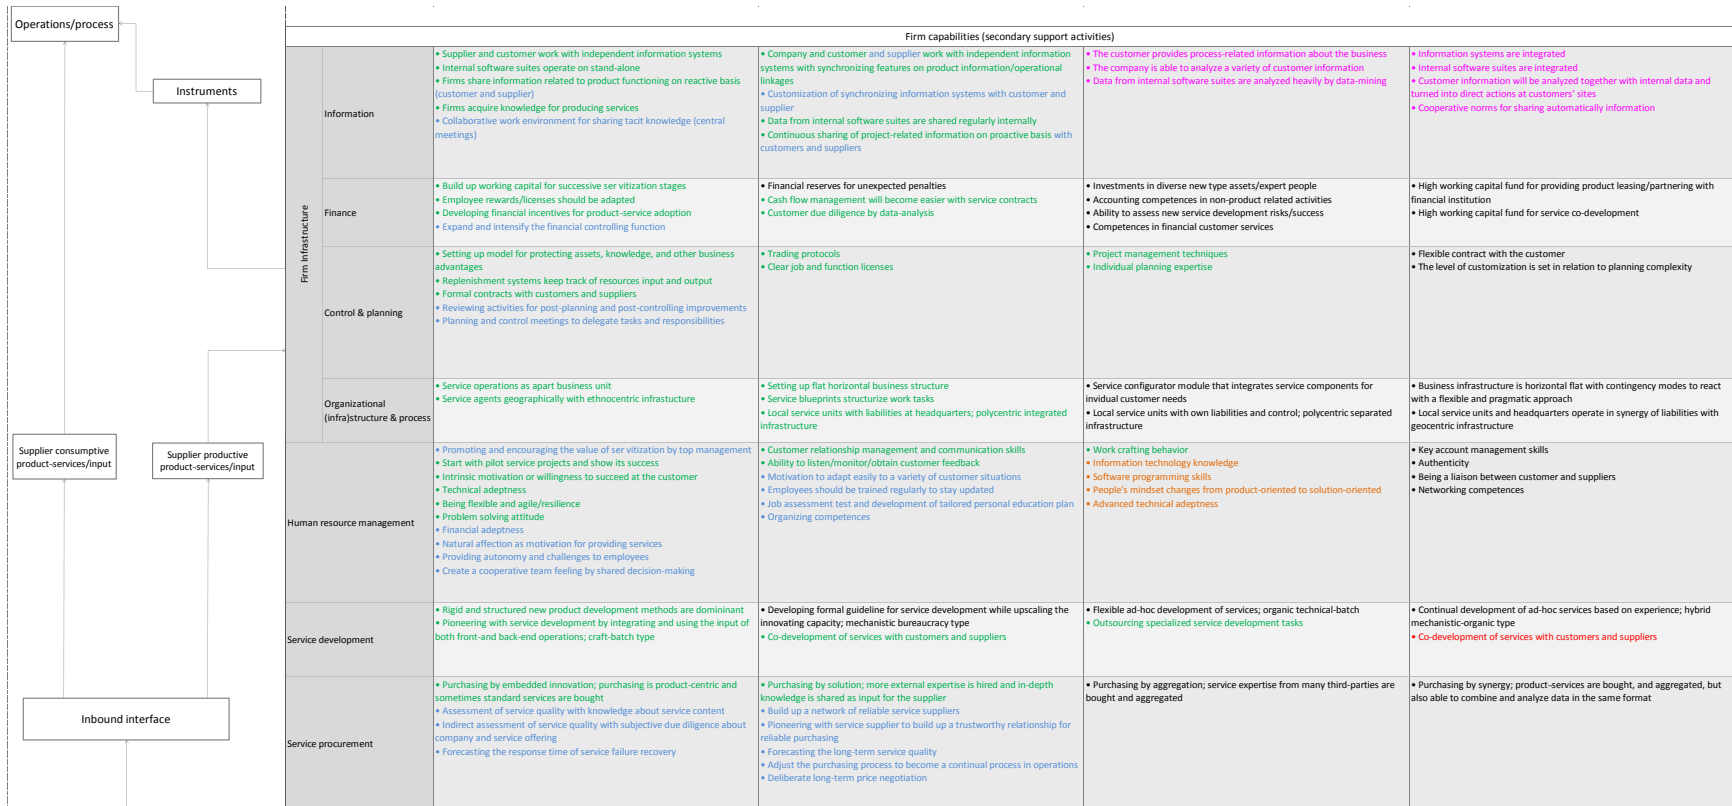 Operations/process
Instruments
Supplier consumptive
product-services/input
Supplier productive
product-services/input
Inbound interface
Firm capabilities (secondary support activities)
Firm Infrastructure
Information
• Supplier and customer work with independent information systems
• Internal software suites operate on stand-alone
• Firms share information related to product functioning on reactive basis
(customer and supplier)
• Firms acquire knowledge for producing services
• Collaborative work environment for sharing tacit knowledge (central
meetings)
• Company and customer and supplier work with independent information
systems with synchronizing features on product information/operational
linkages
• Customization of synchronizing information systems with customer and
supplier
• Data from internal software suites are shared regularly internally
• Continuous sharing of project-related information on proactive basis with
customers and suppliers
• The customer provides process-related information about the business
• The company is able to analyze a variety of customer information
• Data from internal software suites are analyzed heavily by data-mining
• Information systems are integrated
• Internal software suites are integrated
• Customer information will be analyzed together with internal data and
turned into direct actions at customers' sites
• Cooperative norms for sharing automatically information
Finance
• Build up working capital for successive ser vitization stages
• Employee rewards/licenses should be adapted
• Developing financial incentives for product-service adoption
• Expand and intensify the financial controlling function
• Financial reserves for unexpected penalties
• Cash flow management will become easier with service contracts
• Customer due diligence by data-analysis
• Investments in diverse new type assets/expert people
• Accounting competences in non-product related activities
• Ability to assess new service development risks/success
• Competences in financial customer services
• High working capital fund for providing product leasing/partnering with
financial institution
• High working capital fund for service co-development
Control & planning
• Setting up model for protecting assets, knowledge, and other business
advantages
• Replenishment systems keep track of resources input and output
• Formal contracts with customers and suppliers
• Reviewing activities for post-planning and post-controlling improvements
• Planning and control meetings to delegate tasks and responsibilities
• Trading protocols
• Clear job and function licenses
• Project management techniques
• Individual planning expertise
• Flexible contract with the customer
• The level of customization is set in relation to planning complexity
Organizational
(infra)structure & process
• Service operations as apart business unit
• Service agents geographically with ethnocentric infrastucture
• Setting up flat horizontal business structure
• Service blueprints structurize work tasks
• Local service units with liabilities at headquarters; polycentric integrated
infrastructure
• Service configurator module that integrates service components for
invidual customer needs
• Local service units with own liabilities and control; polycentric separated
infrastructure
• Business infrastructure is horizontal flat with contingency modes to react
with a flexible and pragmatic approach
• Local service units and headquarters operate in synergy of liabilities with
geocentric infrastructure
Human resource management
• Promoting and encouraging the value of ser vitization by top management
• Start with pilot service projects and show its success
• Intrinsic motivation or willingness to succeed at the customer
• Technical adeptness
• Being flexible and agile/resilience
• Problem solving attitude
• Financial adeptness
• Natural affection as motivation for providing services
• Providing autonomy and challenges to employees
• Create a cooperative team feeling by shared decision-making
• Customer relationship management and communication skills
• Ability to listen/monitor/obtain customer feedback
• Motivation to adapt easily to a variety of customer situations
• Employees should be trained regularly to stay updated
• Job assessment test and development of tailored personal education plan
• Organizing competences
• Work crafting behavior
• Information technology knowledge
• Software programming skills
• People's mindset changes from product-oriented to solution-oriented
• Advanced technical adeptness
• Key account management skills
• Authenticity
• Being a liaison between customer and suppliers
• Networking competences
Service development
• Rigid and structured new product development methods are domininant
• Pioneering with service development by integrating and using the input of
both front-and back-end operations; craft-batch type
• Developing formal guideline for service development while upscaling the
innovating capacity; mechanistic bureaucracy type
• Co-development of services with customers and suppliers
• Flexible ad-hoc development of services; organic technical-batch
• Outsourcing specialized service development tasks
• Continual development of ad-hoc services based on experience; hybrid
mechanistic-organic type
• Co-development of services with customers and suppliers
Service procurement
• Purchasing by embedded innovation; purchasing is product-centric and
sometimes standard services are bought
• Assessment of service quality with knowledge about service content
• Indirect assessment of service quality with subjective due diligence about
company and service offering
• Forecasting the response time of service failure recovery
• Purchasing by solution; more external expertise is hired and in-depth
knowledge is shared as input for the supplier
• Build up a network of reliable service suppliers
• Pioneering with service supplier to build up a trustworthy relationship for
reliable purchasing
• Forecasting the long-term service quality
• Adjust the purchasing process to become a continual process in operations
• Deliberate long-term price negotiation
• Purchasing by aggregation; service expertise from many third-parties are
bought and aggregated
• Purchasing by synergy; product-services are bought, and aggregated, but
also able to combine and analyze data in the same format